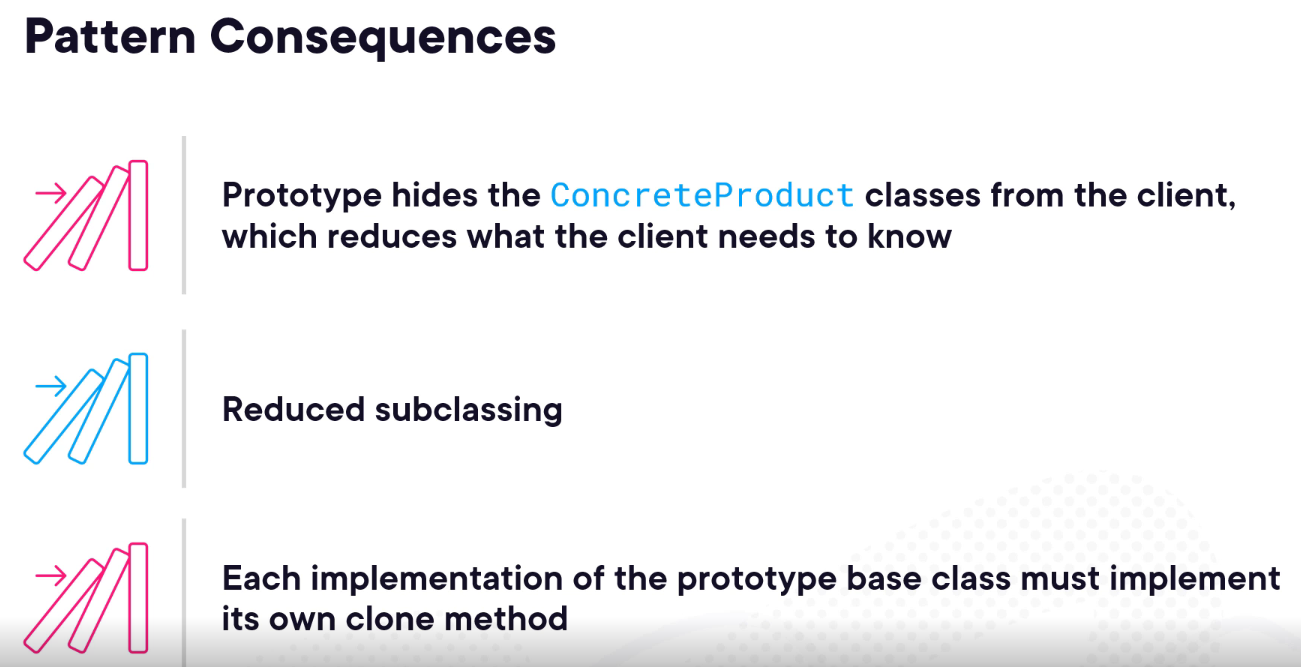 Pattern Consequences
Prototype hides the ConcreteProduct classes from the client,
which reduces what the client needs to know
Reduced subclassing
Each implementation of the prototype base class must implement
its own clone method